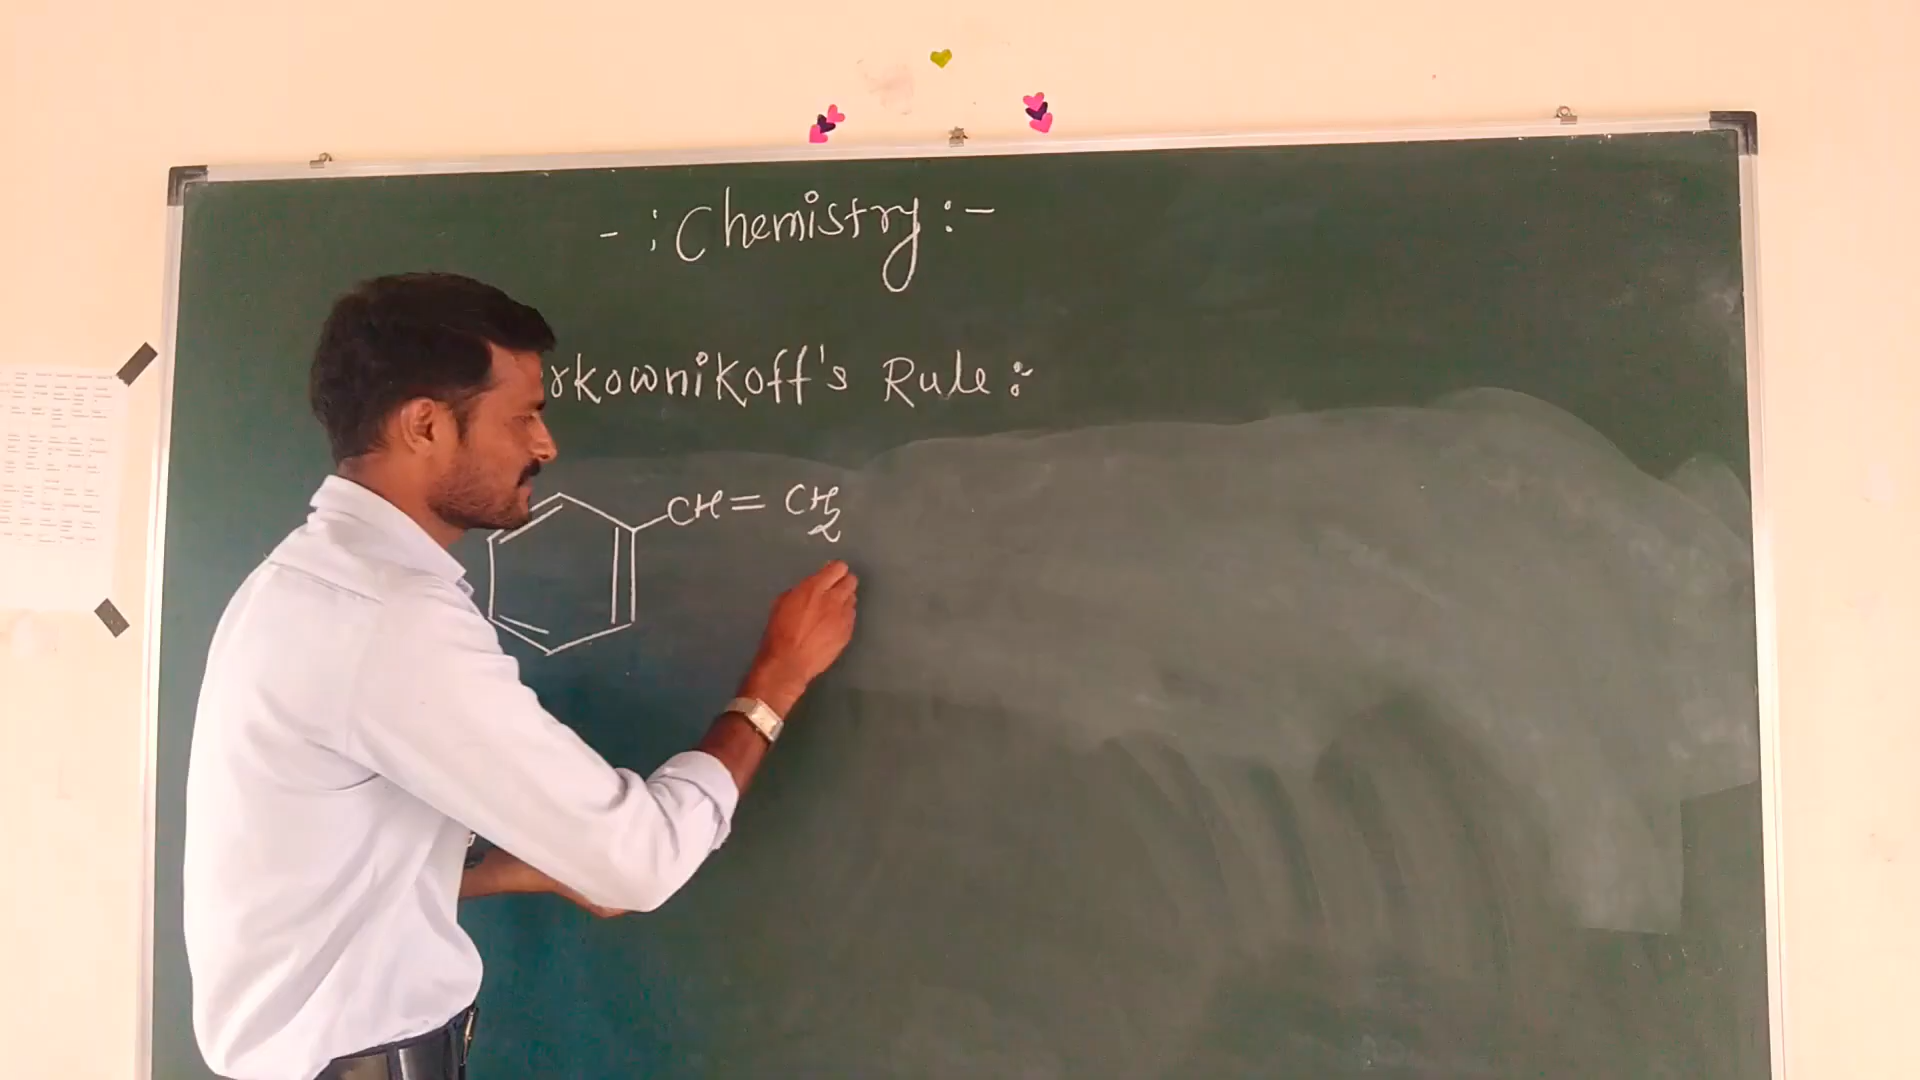 - : Chemistry : -
rkownikoff's Rule :-
CH = CH2